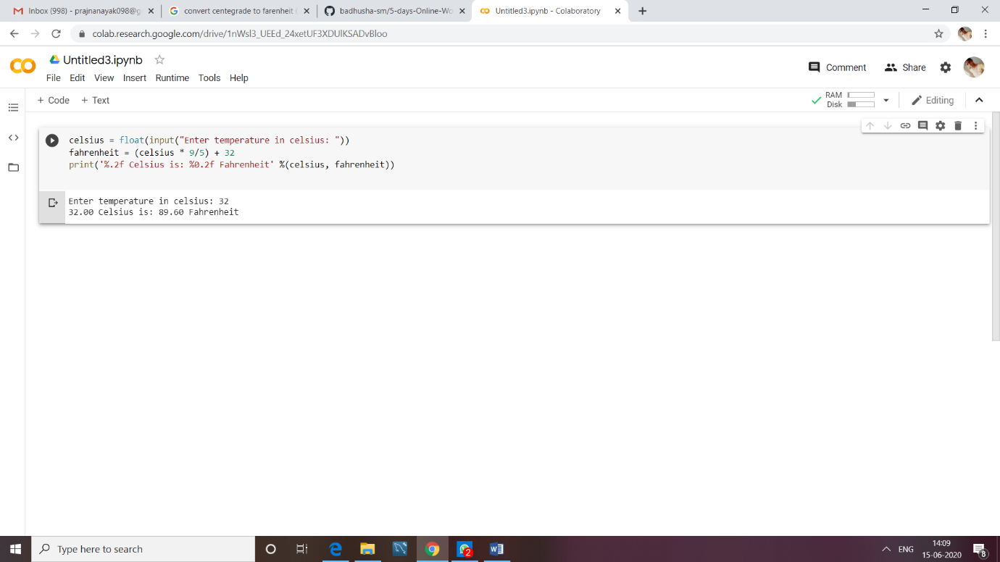 Inbox (998) - prajnanayak098@g
convert centegrade to farenheit (
badhusha-sm/5-days-Online-Wo
Untitled3.ipynb - Colaboratory
colab.research.google.com/drive/1nWsl3_UEEd_24xetUF3XDUlKSADvBloo
Untitled3.ipynb
File Edit View Insert Runtime Tools Help
Comment Share
+ Code + Text
RAM
Disk
Editing
celsius = float(input("Enter temperature in celsius: "))
fahrenheit = (celsius * 9/5) + 32
print('%.2f Celsius is: %0.2f Fahrenheit' %(celsius, fahrenheit))
Enter temperature in celsius: 32
32.00 Celsius is: 89.60 Fahrenheit
Type here to search
2
ENG
14:09
15-06-2020
8